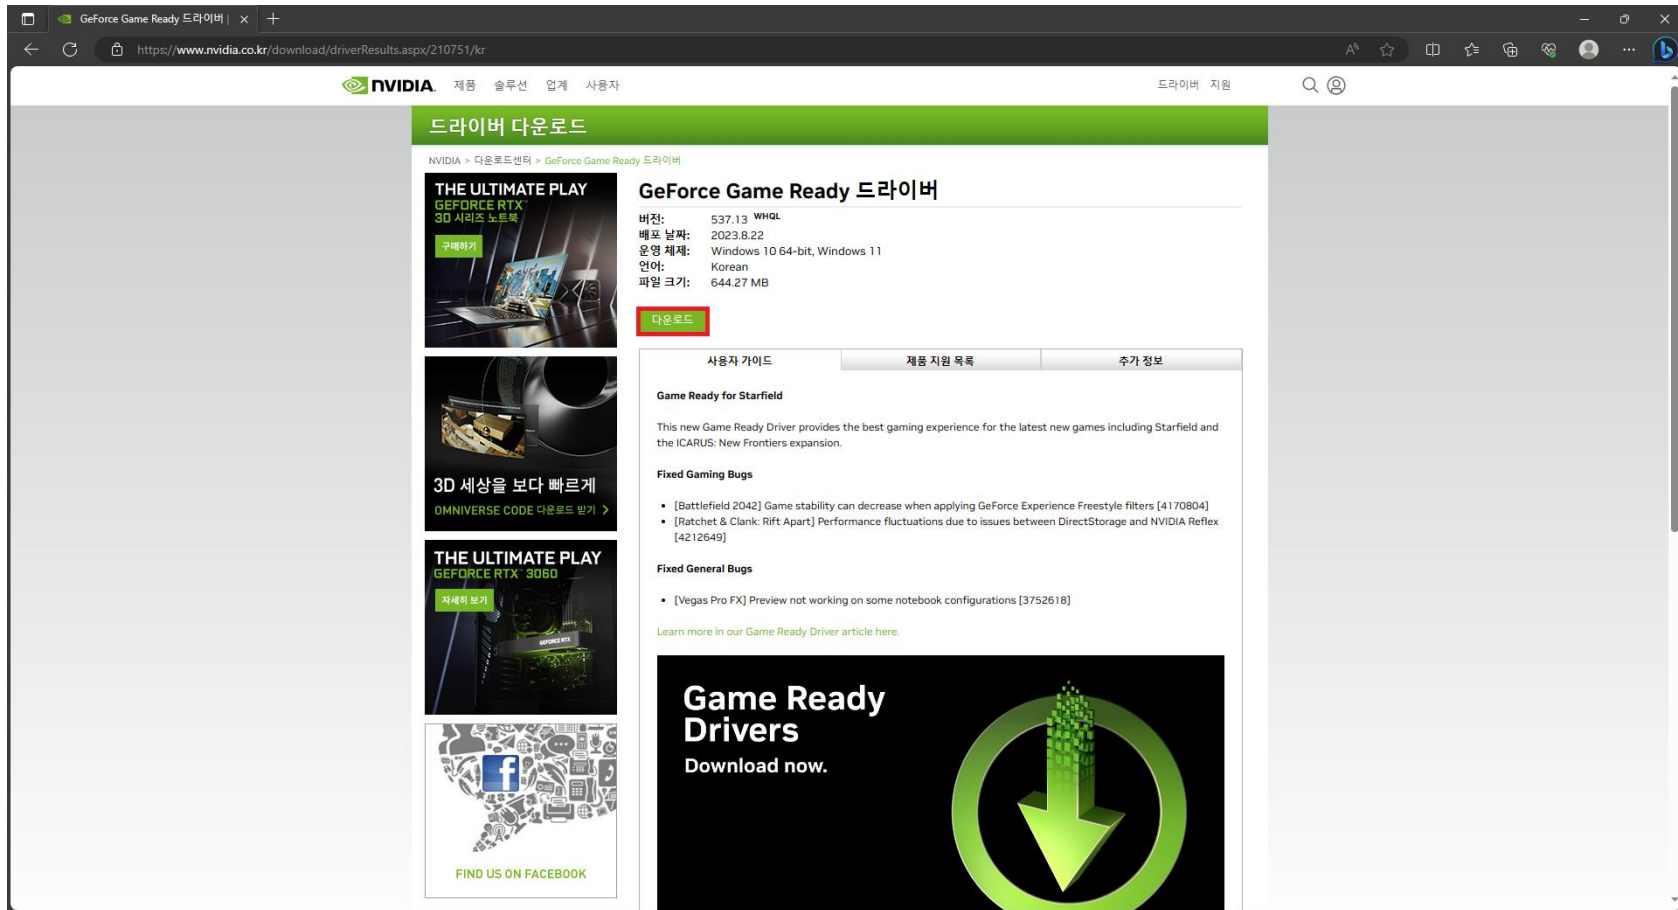 GeForce Game Ready 드라이버 |
https://www.nvidia.co.kr/download/driverResults.aspx/210751/kr
NVIDIA. 제품 솔루션 업계 사용자 드라이버 지원
드라이버 다운로드
NVIDIA > 다운로드센터 > GeForce Game Ready 드라이버
THE ULTIMATE PLAY
GEFORCE RTX™
30 시리즈 노트북
구매하기
3D 세상을 보다 빠르게
OMNIVERSE CODE 다운로드 받기 >
THE ULTIMATE PLAY
GEFORCE RTX™ 3060
자세히 보기
GEFORCE RTX
FIND US ON FACEBOOK
GeForce Game Ready 드라이버
버전: 537.13 WHQL
배포 날짜: 2023.8.22
운영 체제: Windows 10 64-bit, Windows 11
언어: Korean
파일 크기: 644.27 MB
다운로드
사용자 가이드 제품 지원 목록 추가 정보
Game Ready for Starfield
This new Game Ready Driver provides the best gaming experience for the latest new games including Starfield and
the ICARUS: New Frontiers expansion.
Fixed Gaming Bugs
• [Battlefield 2042] Game stability can decrease when applying GeForce Experience Freestyle filters [4170804]
• [Ratchet & Clank: Rift Apart] Performance fluctuations due to issues between DirectStorage and NVIDIA Reflex
[4212649]
Fixed General Bugs
• [Vegas Pro FX] Preview not working on some notebook configurations [3752618]
Learn more in our Game Ready Driver article here.
Game Ready
Drivers
Download now.